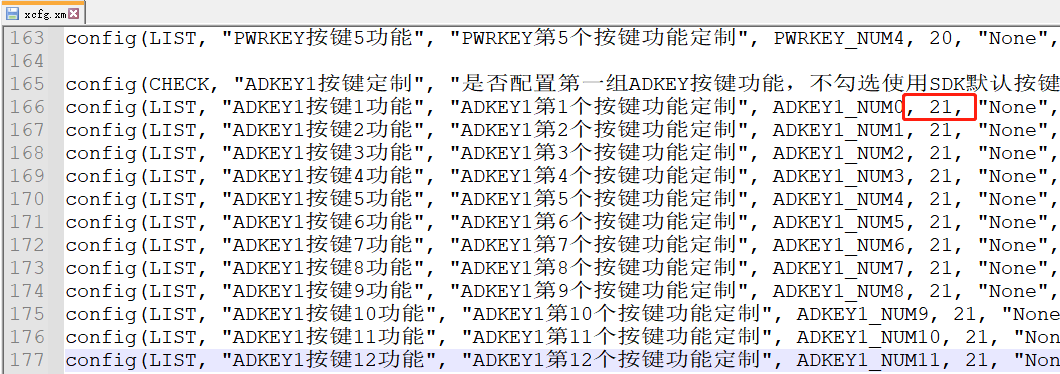 xcfg.xm
163 config(LIST, "PWRKEY按键5功能", "PWRKEY第5个按键功能定制", PWRKEY_NUM4, 20, "None",
164
165 config(CHECK, "ADKEY1按键定制", "是否配置第一组ADKEY按键功能，不勾选使用SDK默认按键
166 config(LIST, "ADKEY1按键1功能", "ADKEY1第1个按键功能定制", ADKEY1_NUM0, 21, "None",
167 config(LIST, "ADKEY1按键2功能", "ADKEY1第2个按键功能定制", ADKEY1_NUM1, 21, "None",
168 config(LIST, "ADKEY1按键3功能", "ADKEY1第3个按键功能定制", ADKEY1_NUM2, 21, "None",
169 config(LIST, "ADKEY1按键4功能", "ADKEY1第4个按键功能定制", ADKEY1_NUM3, 21, "None",
170 config(LIST, "ADKEY1按键5功能", "ADKEY1第5个按键功能定制", ADKEY1_NUM4, 21, "None",
171 config(LIST, "ADKEY1按键6功能", "ADKEY1第6个按键功能定制", ADKEY1_NUM5, 21, "None",
172 config(LIST, "ADKEY1按键7功能", "ADKEY1第7个按键功能定制", ADKEY1_NUM6, 21, "None",
173 config(LIST, "ADKEY1按键8功能", "ADKEY1第8个按键功能定制", ADKEY1_NUM7, 21, "None",
174 config(LIST, "ADKEY1按键9功能", "ADKEY1第9个按键功能定制", ADKEY1_NUM8, 21, "None",
175 config(LIST, "ADKEY1按键10功能", "ADKEY1第10个按键功能定制", ADKEY1_NUM9, 21, "None
176 config(LIST, "ADKEY1按键11功能", "ADKEY1第11个按键功能定制", ADKEY1_NUM10, 21, "Non
177 config(LIST, "ADKEY1按键12功能", "ADKEY1第12个按键功能定制", ADKEY1_NUM11, 21, "Non